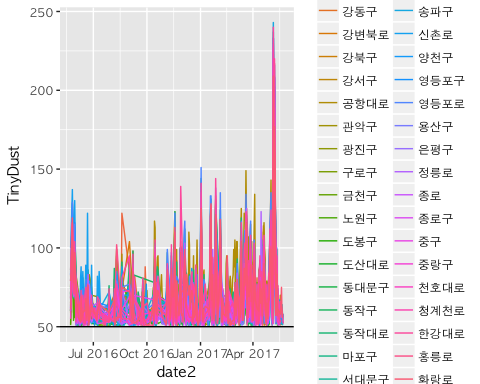 250
200
150
100
50
TinyDust
Jul 2016 Oct 2016 Jan 2017 Apr 2017
date2
강동구
강변북로
강북구
강서구
공항대로
관악구
광진구
구로구
금천구
노원구
도봉구
도산대로
동대문구
동작구
동작대로
마포구
서대문구
송파구
신촌로
양천구
영등포구
영등포로
용산구
은평구
정릉로
종로
종로구
중구
중랑구
천호대로
청계천로
한강대로
홍릉로
화랑로